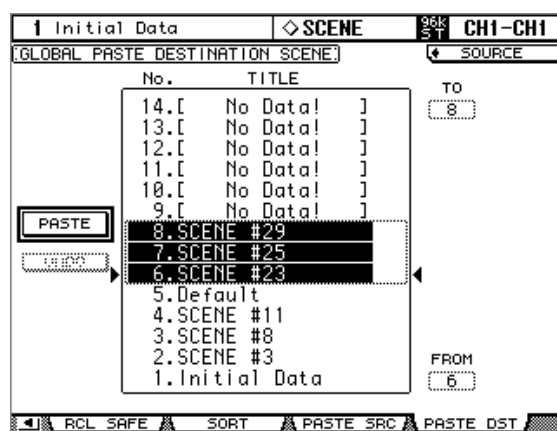 1 Initial Data ◇SCENE 96K ST CH1-CH1
GLOBAL PASTE DESTINATION SCENE
SOURCE
No. TITLE
TO
8
14.[ No Data! ]
13.[ No Data! ]
12.[ No Data! ]
11.[ No Data! ]
10.[ No Data! ]
9.[ No Data! ]
PASTE
8.SCENE #29
7.SCENE #25
UNDO
6.SCENE #23
5.Default
4.SCENE #11
3.SCENE #8
2.SCENE #3
FROM
1.Initial Data
6
RCL SAFE SORT PASTE SRC PASTE DST